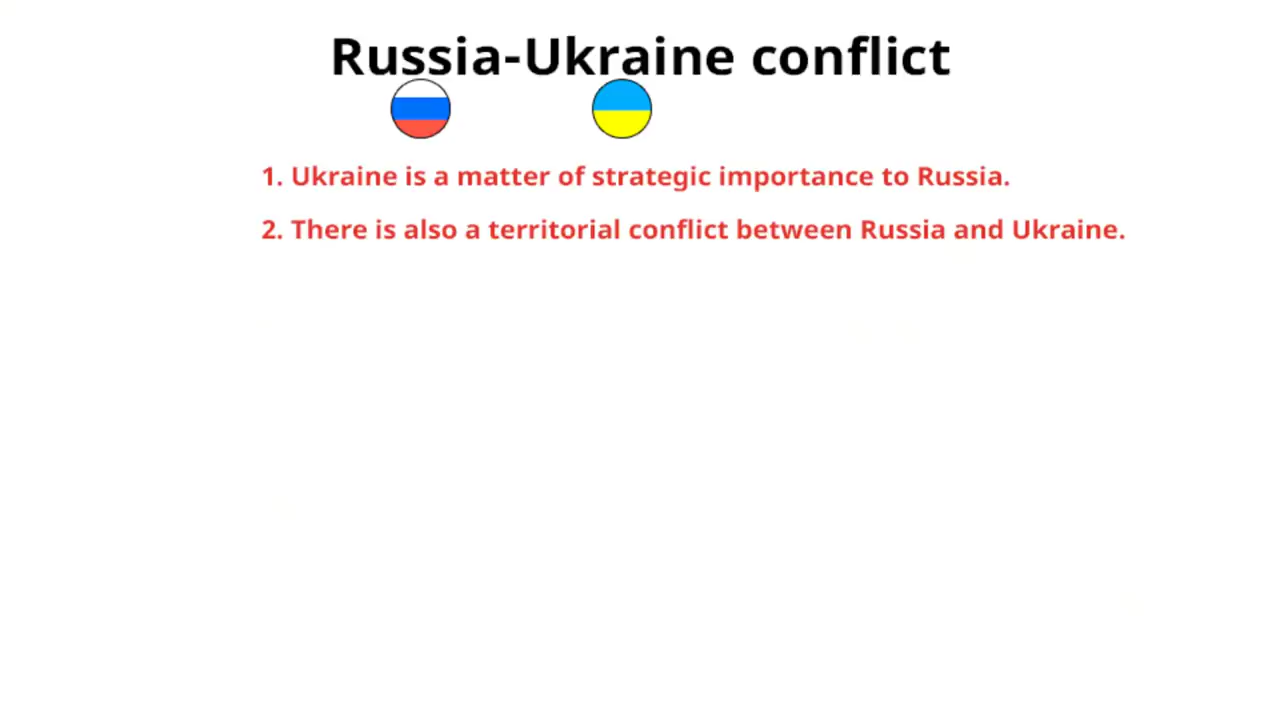 Russia-Ukraine conflict
1. Ukraine is a matter of strategic importance to Russia.
2. There is also a territorial conflict between Russia and Ukraine.